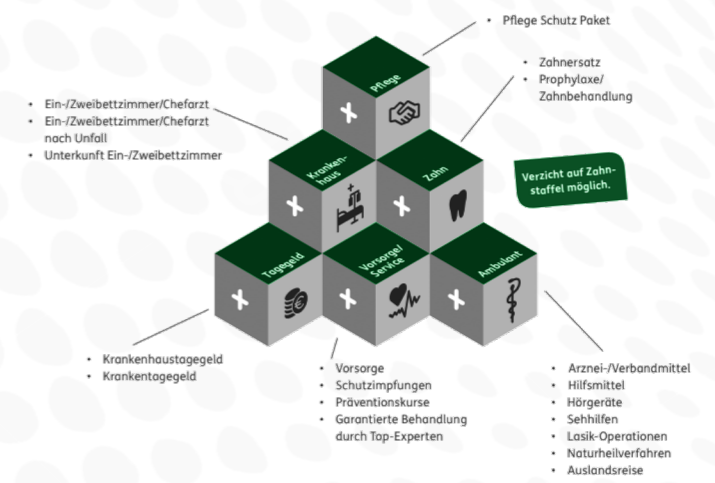 • Pflege Schutz Paket
• Zahnersatz
• Prophylaxe/
Zahnbehandlung
• Ein-/Zweibettzimmer/Chefarzt
• Ein-/Zweibettzimmer/Chefarzt
nach Unfall
• Unterkunft Ein-/Zweibettzimmer
Pflege
Kranken-
haus
Zahn
Verzicht auf Zahn-
staffel möglich.
Tagegeld
Vorsorge/
Service
Ambulant
• Krankenhaustagegeld
• Krankentagegeld
• Vorsorge
• Schutzimpfungen
• Präventionskurse
• Garantierte Behandlung
durch Top-Experten
• Arznei-/Verbandmittel
• Hilfsmittel
• Hörgeräte
• Sehhilfen
• Lasik-Operationen
• Naturheilverfahren
• Auslandsreise